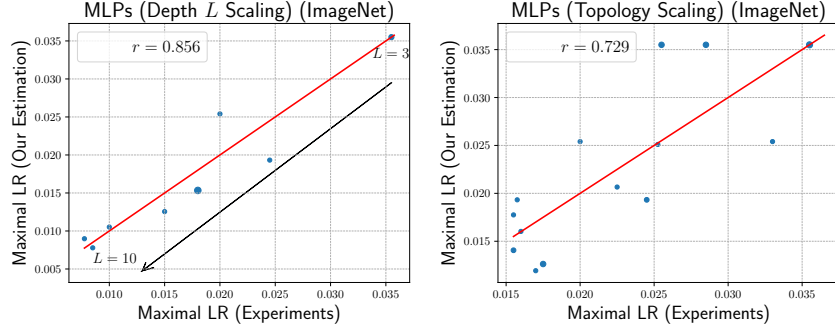 MLPs (Depth L Scaling) (ImageNet)
r = 0.856
L = 3
L = 10
0.035
0.030
0.025
0.020
0.015
0.010
0.005
Maximal LR (Our Estimation)
0.010 0.015 0.020 0.025 0.030 0.035
Maximal LR (Experiments)
MLPs (Topology Scaling) (ImageNet)
r = 0.729
0.035
0.030
0.025
0.020
0.015
Maximal LR (Our Estimation)
0.015 0.020 0.025 0.030 0.035
Maximal LR (Experiments)